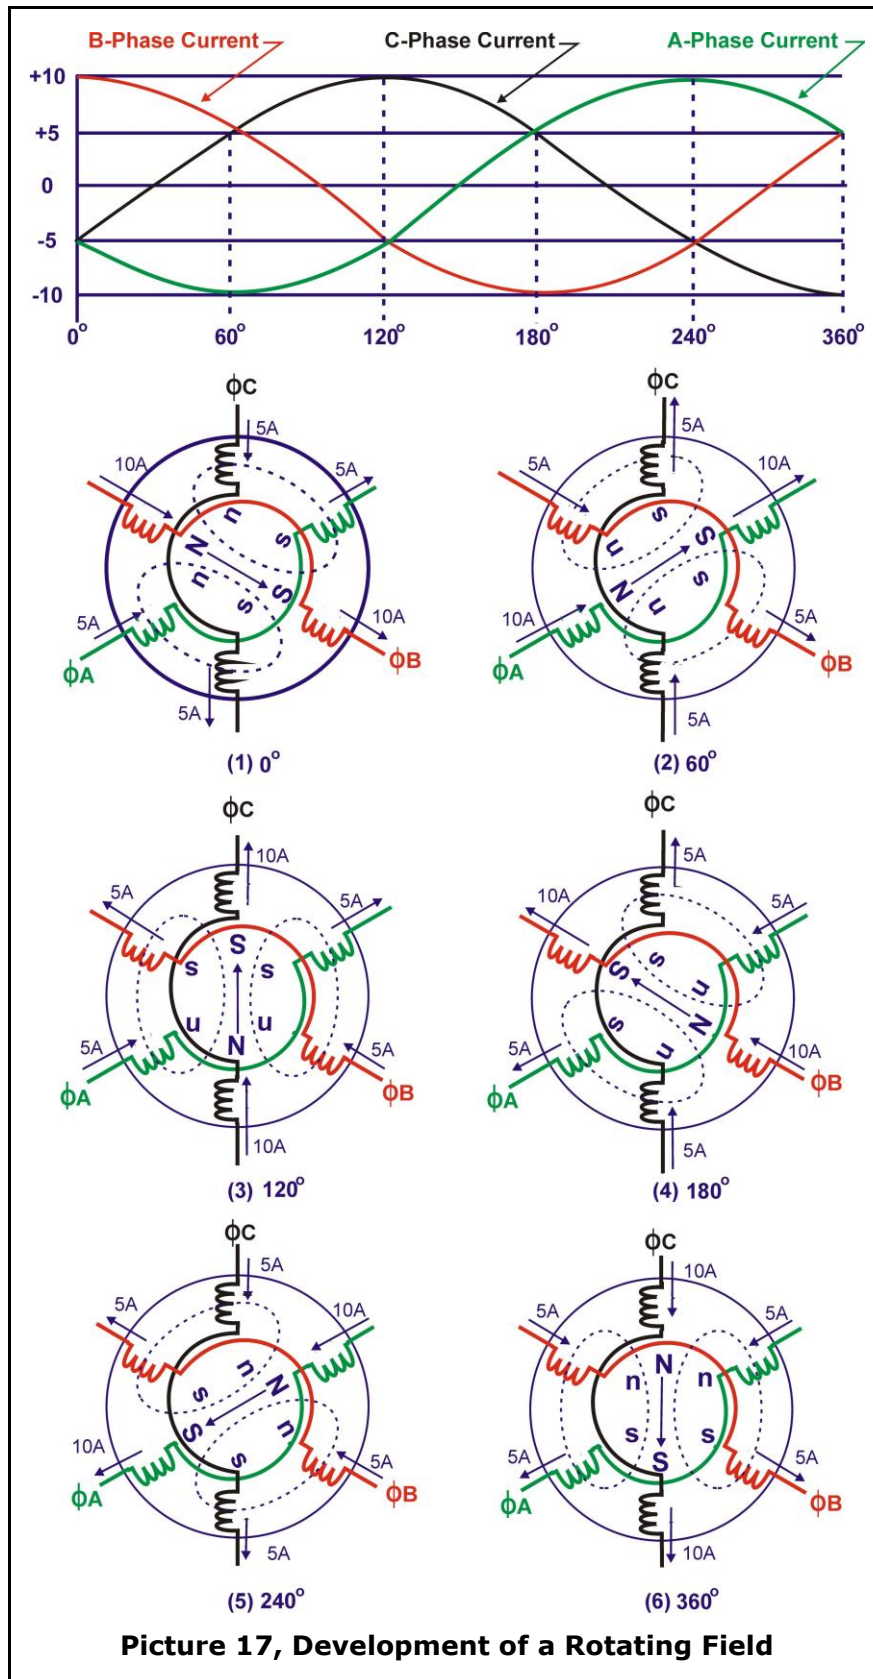 B-Phase Current C-Phase Current A-Phase Current
+10
+5
0
-5
-10
0° 60° 120° 180° 240° 360°
ϕC
5A
10A
5A
n
N
s
n
S
s
5A
10A
ϕA
ϕB
5A
(1) 0°
ϕC
5A
5A
10A
s
S
n
s
N
n
10A
5A
ϕA
ϕB
5A
(2) 60°
ϕC
10A
5A
5A
S
s
s
n
n
N
5A
5A
ϕA
ϕB
10A
(3) 120°
ϕC
5A
10A
5A
s
S
n
s
N
n
5A
10A
ϕA
ϕB
5A
(4) 180°
ϕC
5A
5A
10A
n
N
s
S
n
s
10A
5A
ϕA
ϕB
5A
(5) 240°
ϕC
10A
5A
5A
N
n
n
s
s
S
5A
5A
ϕA
ϕB
10A
(6) 360°
Picture 17, Development of a Rotating Field